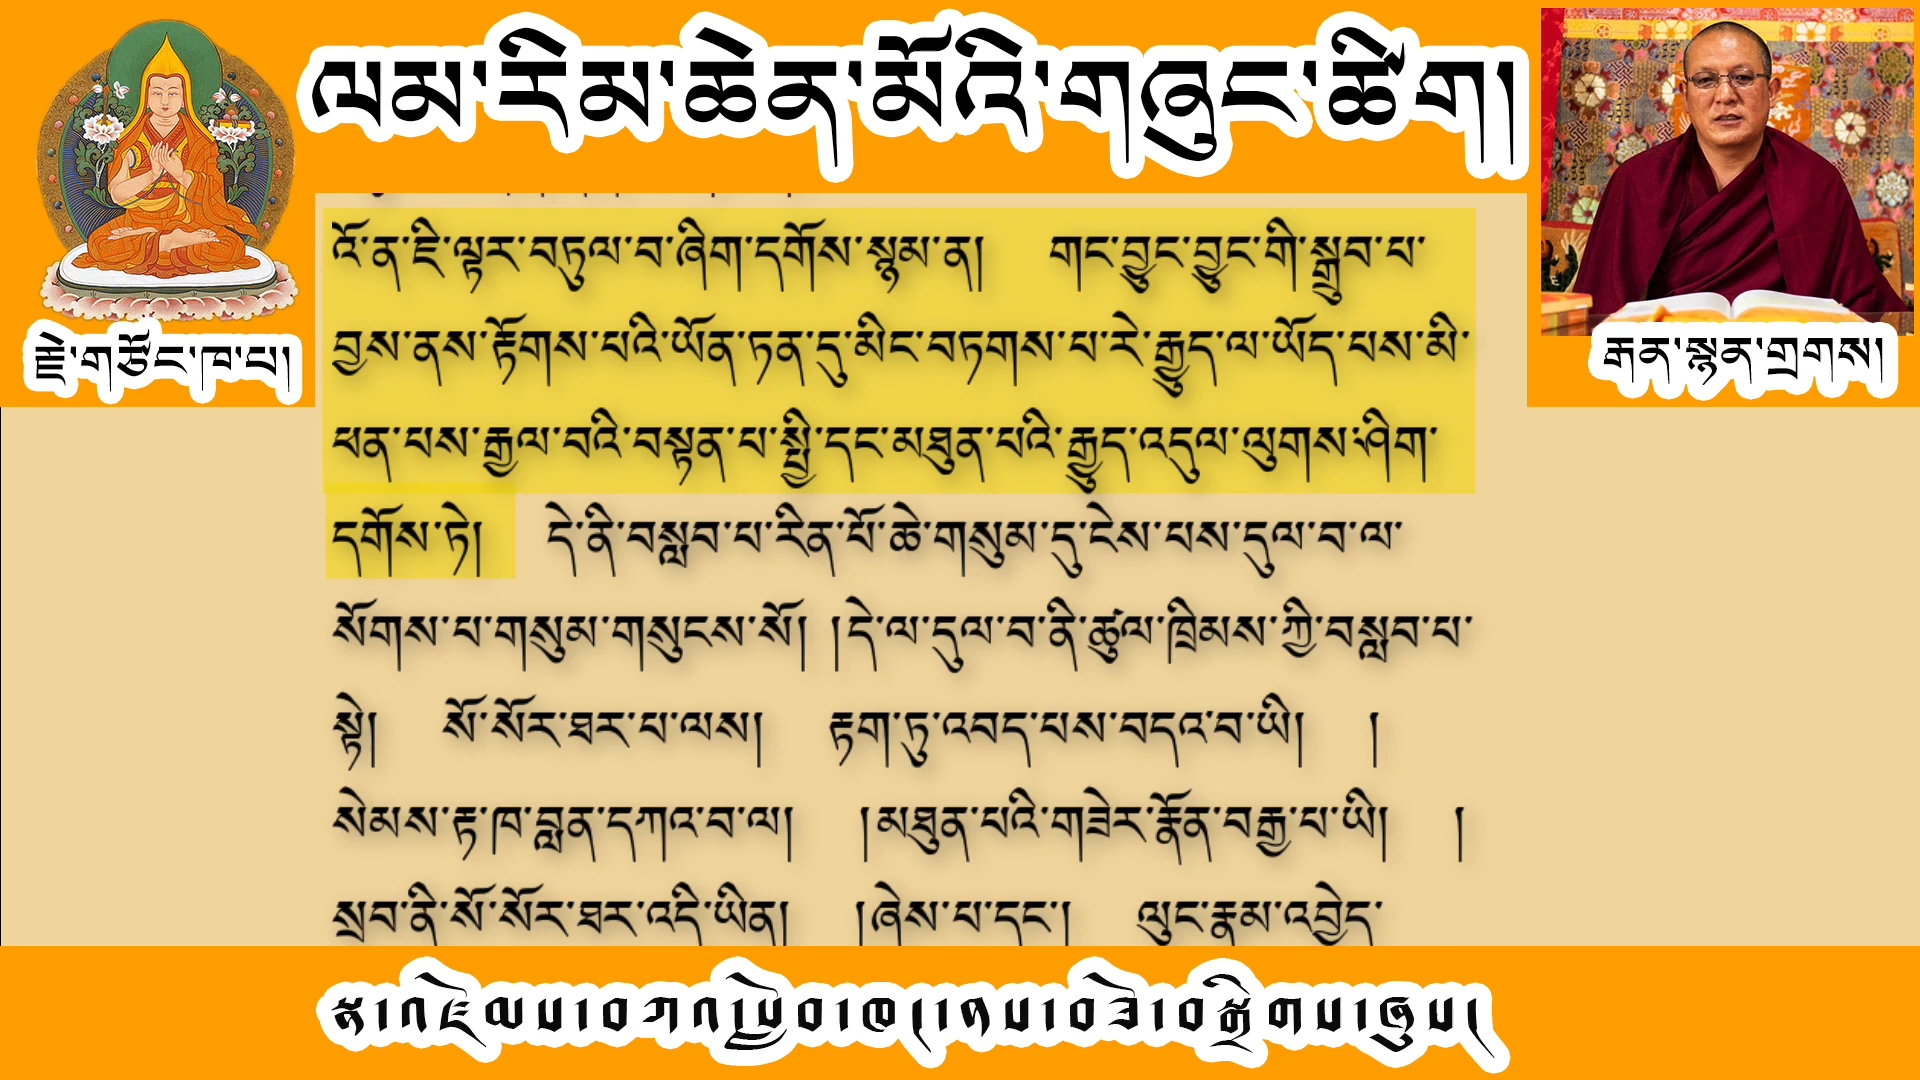 ལམ་རིམ་ཆེན་མོའི་གཞུང་ཚིག།
རྗེ་གཙོང་ཁ་པ།
རྒན་སྙན་གྲགས།
འོ་ན་ཇི་ལྟར་བཏུལ་བ་ཞིག་དགོས་སྙམ་ན། གང་བྱུང་བྱུང་གི་སྒྲུབ་པ་
བྱས་ནས་རྟོགས་པའི་ཡོན་ཏན་དུ་མིང་བཏགས་པ་རེ་རྒྱུད་ལ་ཡོད་པས་མི་
ཕན་པས་རྒྱལ་བའི་བསྟན་པ་སྤྱི་དང་མཐུན་པའི་རྒྱུད་འདུལ་ལུགས་ཤིག་
དགོས་ཏེ། དེ་ནི་བསླབ་པ་རིན་པོ་ཆེ་གསུམ་དུ་ངེས་པས་དུལ་བ་ལ་
སོགས་པ་གསུམ་གསུངས་སོ། །དེ་ལ་དུལ་བ་ནི་ཚུལ་ཁྲིམས་ཀྱི་བསླབ་པ་
སྟེ། སོ་སོར་ཐར་པ་ལས། རྟག་ཏུ་འབད་པས་བདའ་བ་ཡི། །
སེམས་རྟ་ཁ་བླན་དཀའ་བ་ལ། །མཐུན་པའི་གཟེར་རྣོན་བརྒྱ་པ་ཡི། །
སྲབ་ནི་སོ་སོར་ཐར་འདི་ཡིན། །ཞེས་པ་དང་། ལུང་རྣམ་འབྱེད་